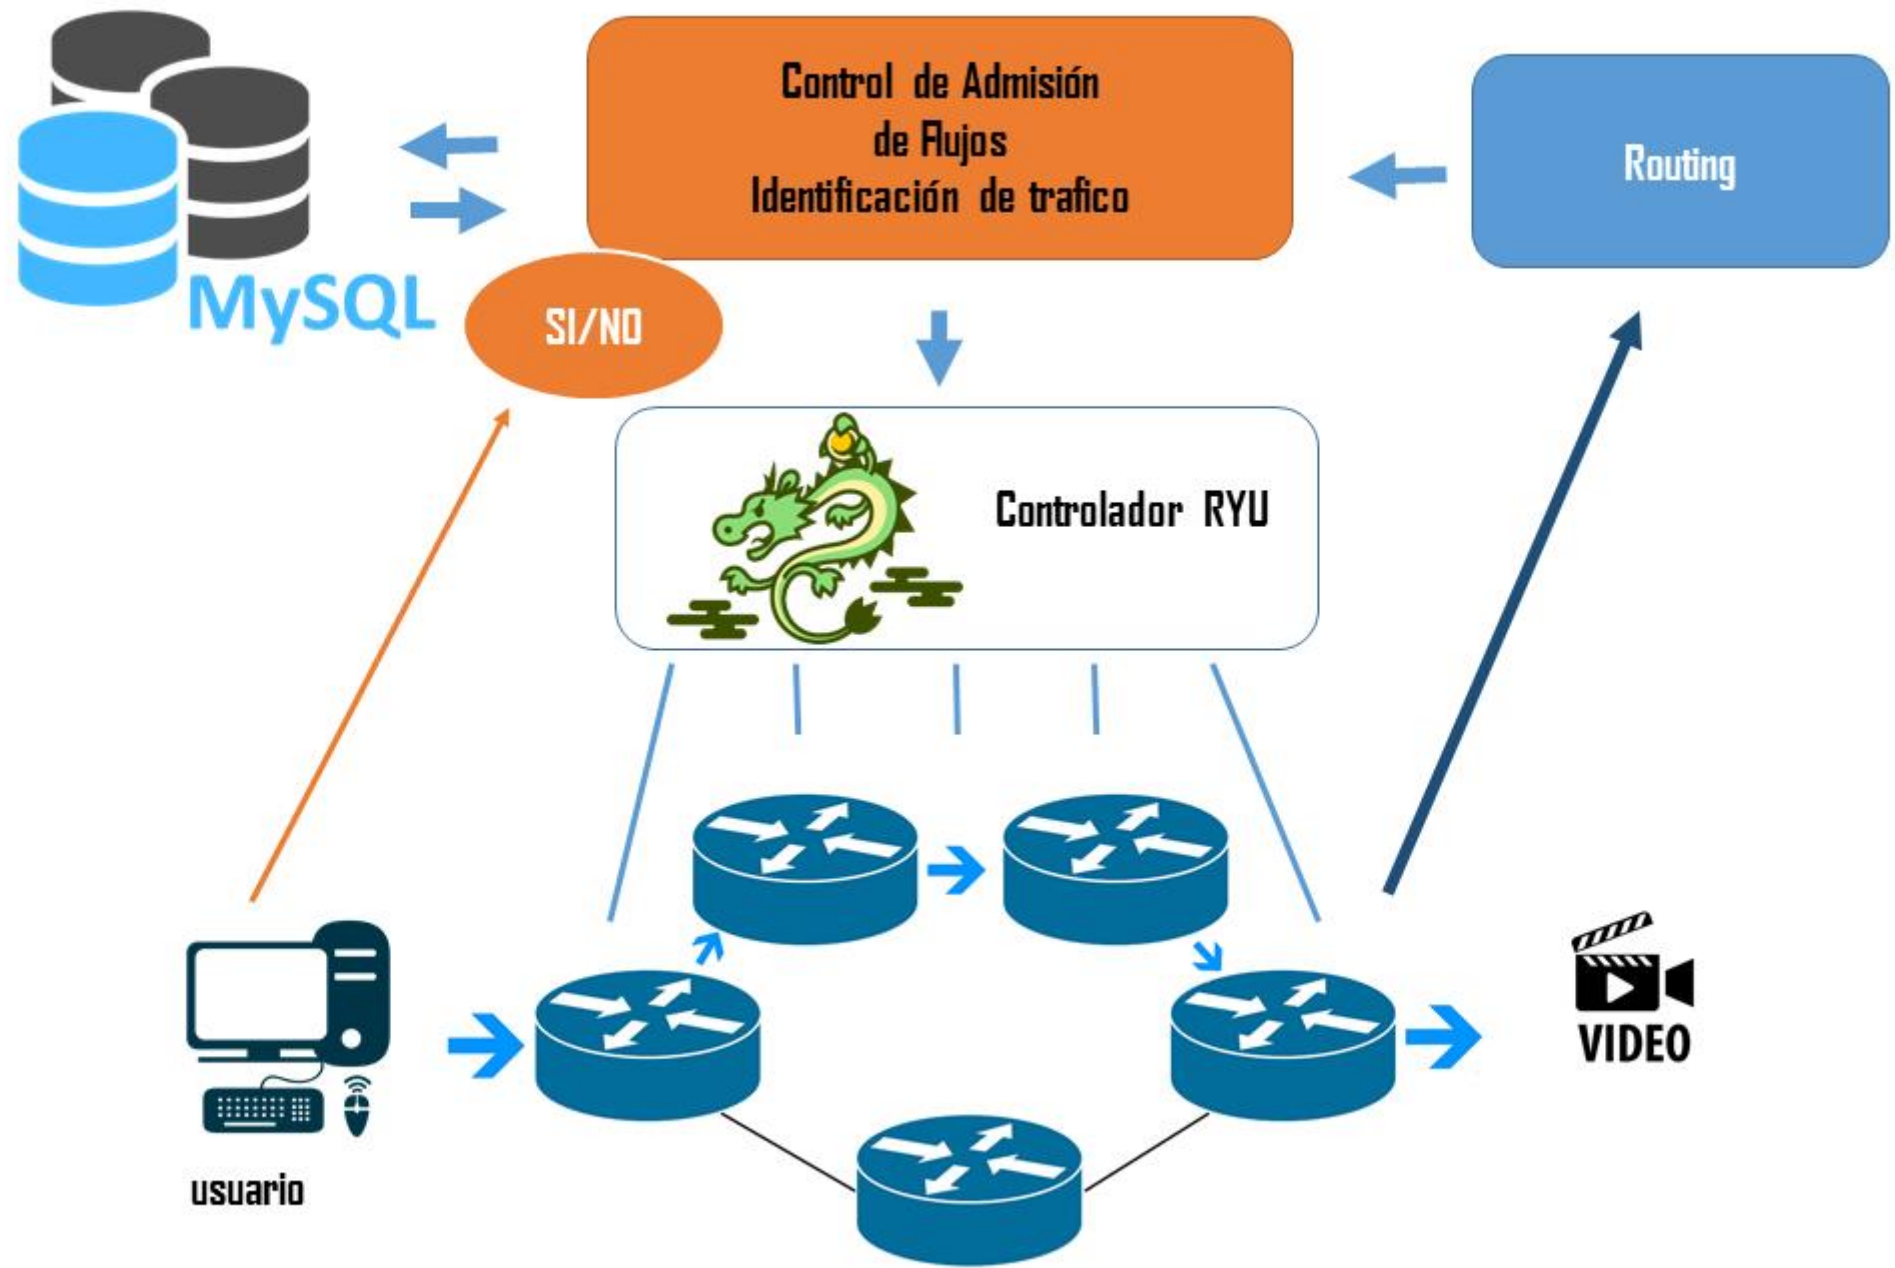 Control de Admisión
de Flujos
Identificación de trafico
Routing
MySQL
SI/NO
Controlador RYU
VIDEO
usuario